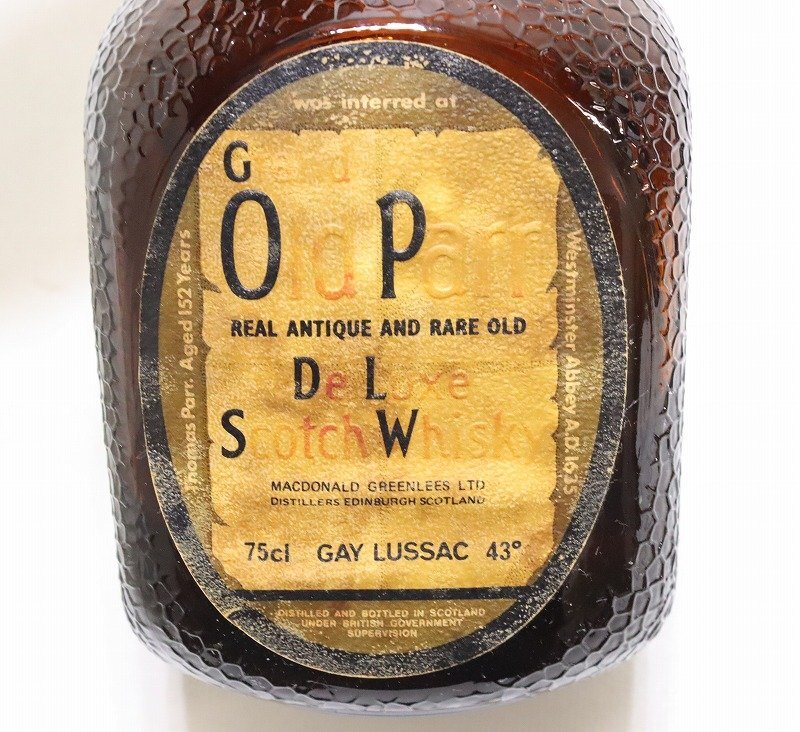 was interred at
Thomas Parr. Aged 152 Years
Westminster Abbey A.D. 1635
Grand
Old Parr
REAL ANTIQUE AND RARE OLD
De Luxe
Scotch Whisky
MACDONALD GREENLEES LTD
DISTILLERS EDINBURGH SCOTLAND
75cl GAY LUSSAC 43°
DISTILLED AND BOTTLED IN SCOTLAND
UNDER BRITISH GOVERNMENT
SUPERVISION